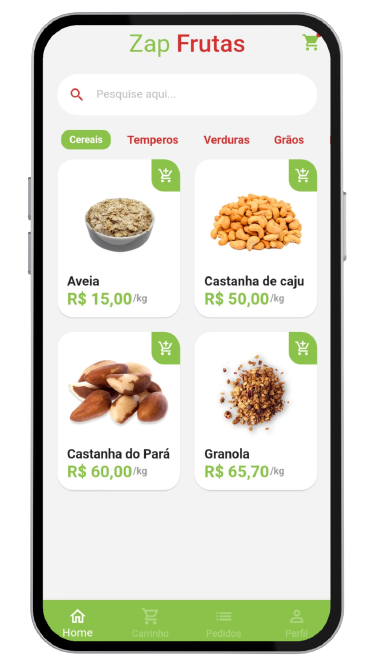 Zap Frutas
Pesquise aqui...
Cereais Temperos Verduras Grãos
Aveia
R$ 15,00/kg
Castanha de caju
R$ 50,00/kg
Castanha do Pará
R$ 60,00/kg
Granola
R$ 65,70/kg
Home Carrinho Pedidos Perfil